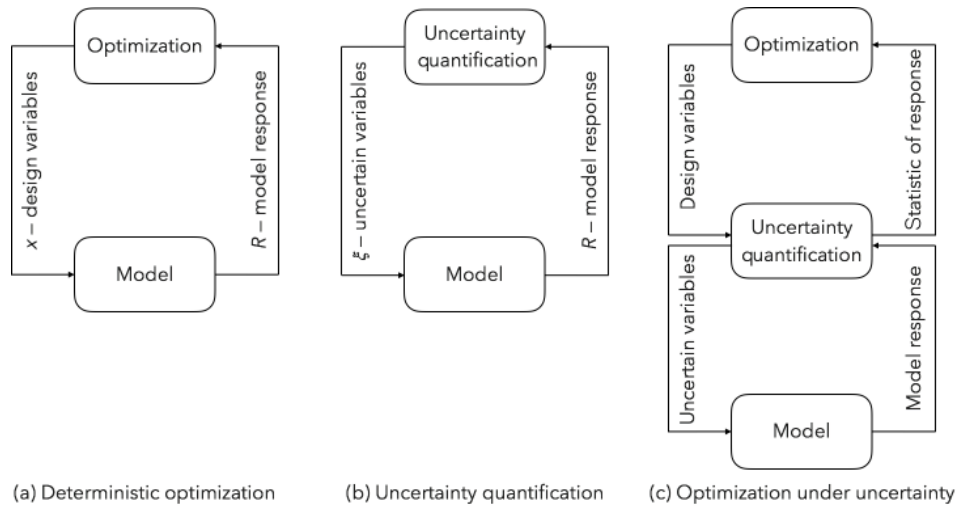 Optimization
x – design variables
R – model response
Model
(a) Deterministic optimization
Uncertainty
quantification
ξ – uncertain variables
R – model response
Model
(b) Uncertainty quantification
Optimization
Design variables
Statistic of response
Uncertainty
quantification
Uncertain variables
Model response
Model
(c) Optimization under uncertainty